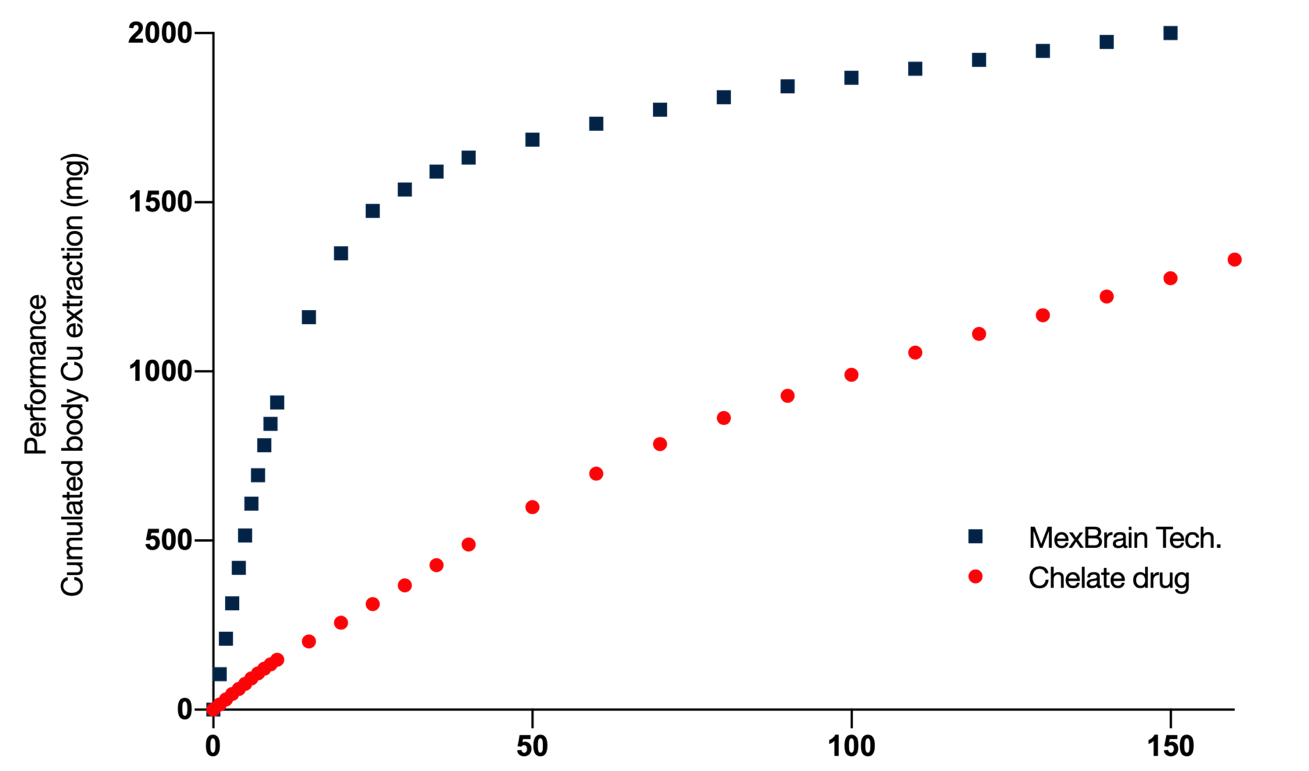 Performance
Cumulated body Cu extraction (mg)
2000
1500
1000
500
0
0
50
100
150
MexBrain Tech.
Chelate drug